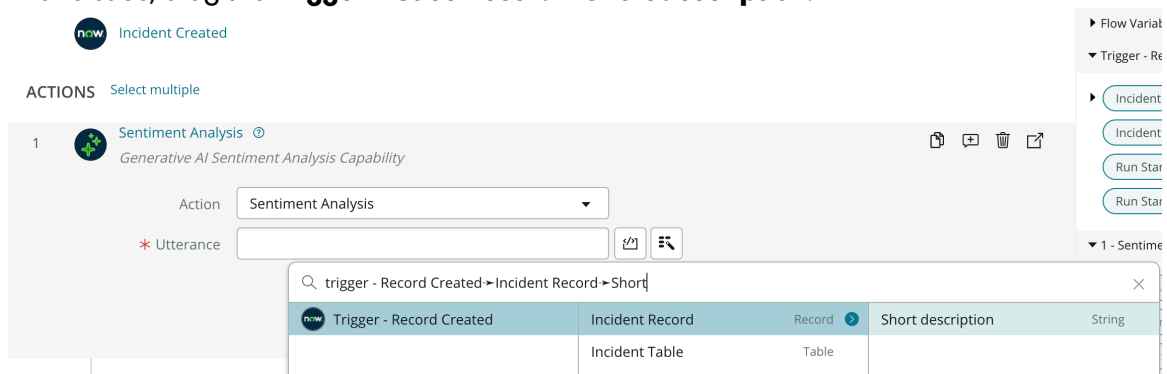 now Incident Created
ACTIONS Select multiple
1 Sentiment Analysis
Generative AI Sentiment Analysis Capability
Action Sentiment Analysis
* Utterance
trigger - Record Created➛Incident Record➛Short
now Trigger - Record Created Incident Record Record Short description String
Incident Table Table
Flow Variab
Trigger - Re
Incident
Incident
Run Star
Run Star
1 - Sentime